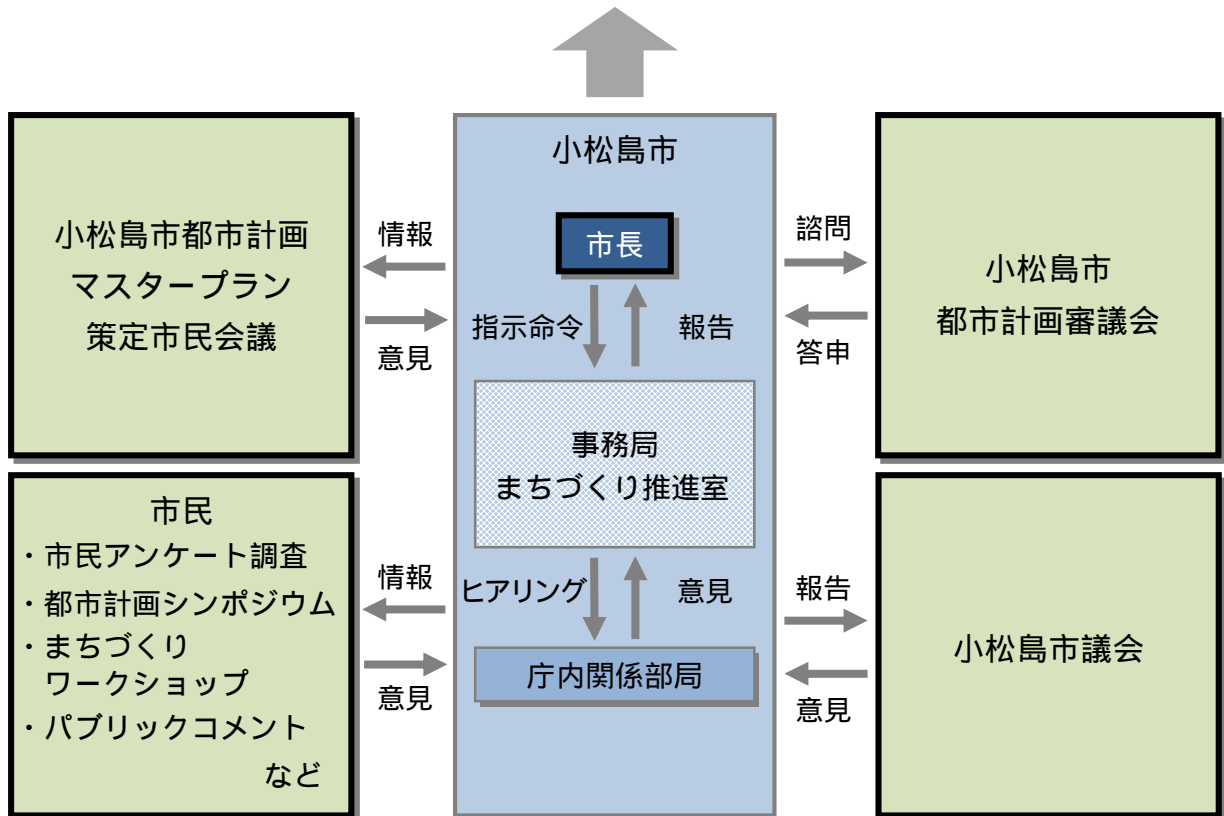 小松島市都市計画
マスタープラン
策定市民会議
情報
意見
市民
・市民アンケート調査
・都市計画シンポジウム
・まちづくり
ワークショップ
・パブリックコメント
など
情報
意見
小松島市
市長
指示命令
報告
事務局
まちづくり推進室
ヒアリング
意見
庁内関係部局
諮問
答申
小松島市
都市計画審議会
報告
意見
小松島市議会